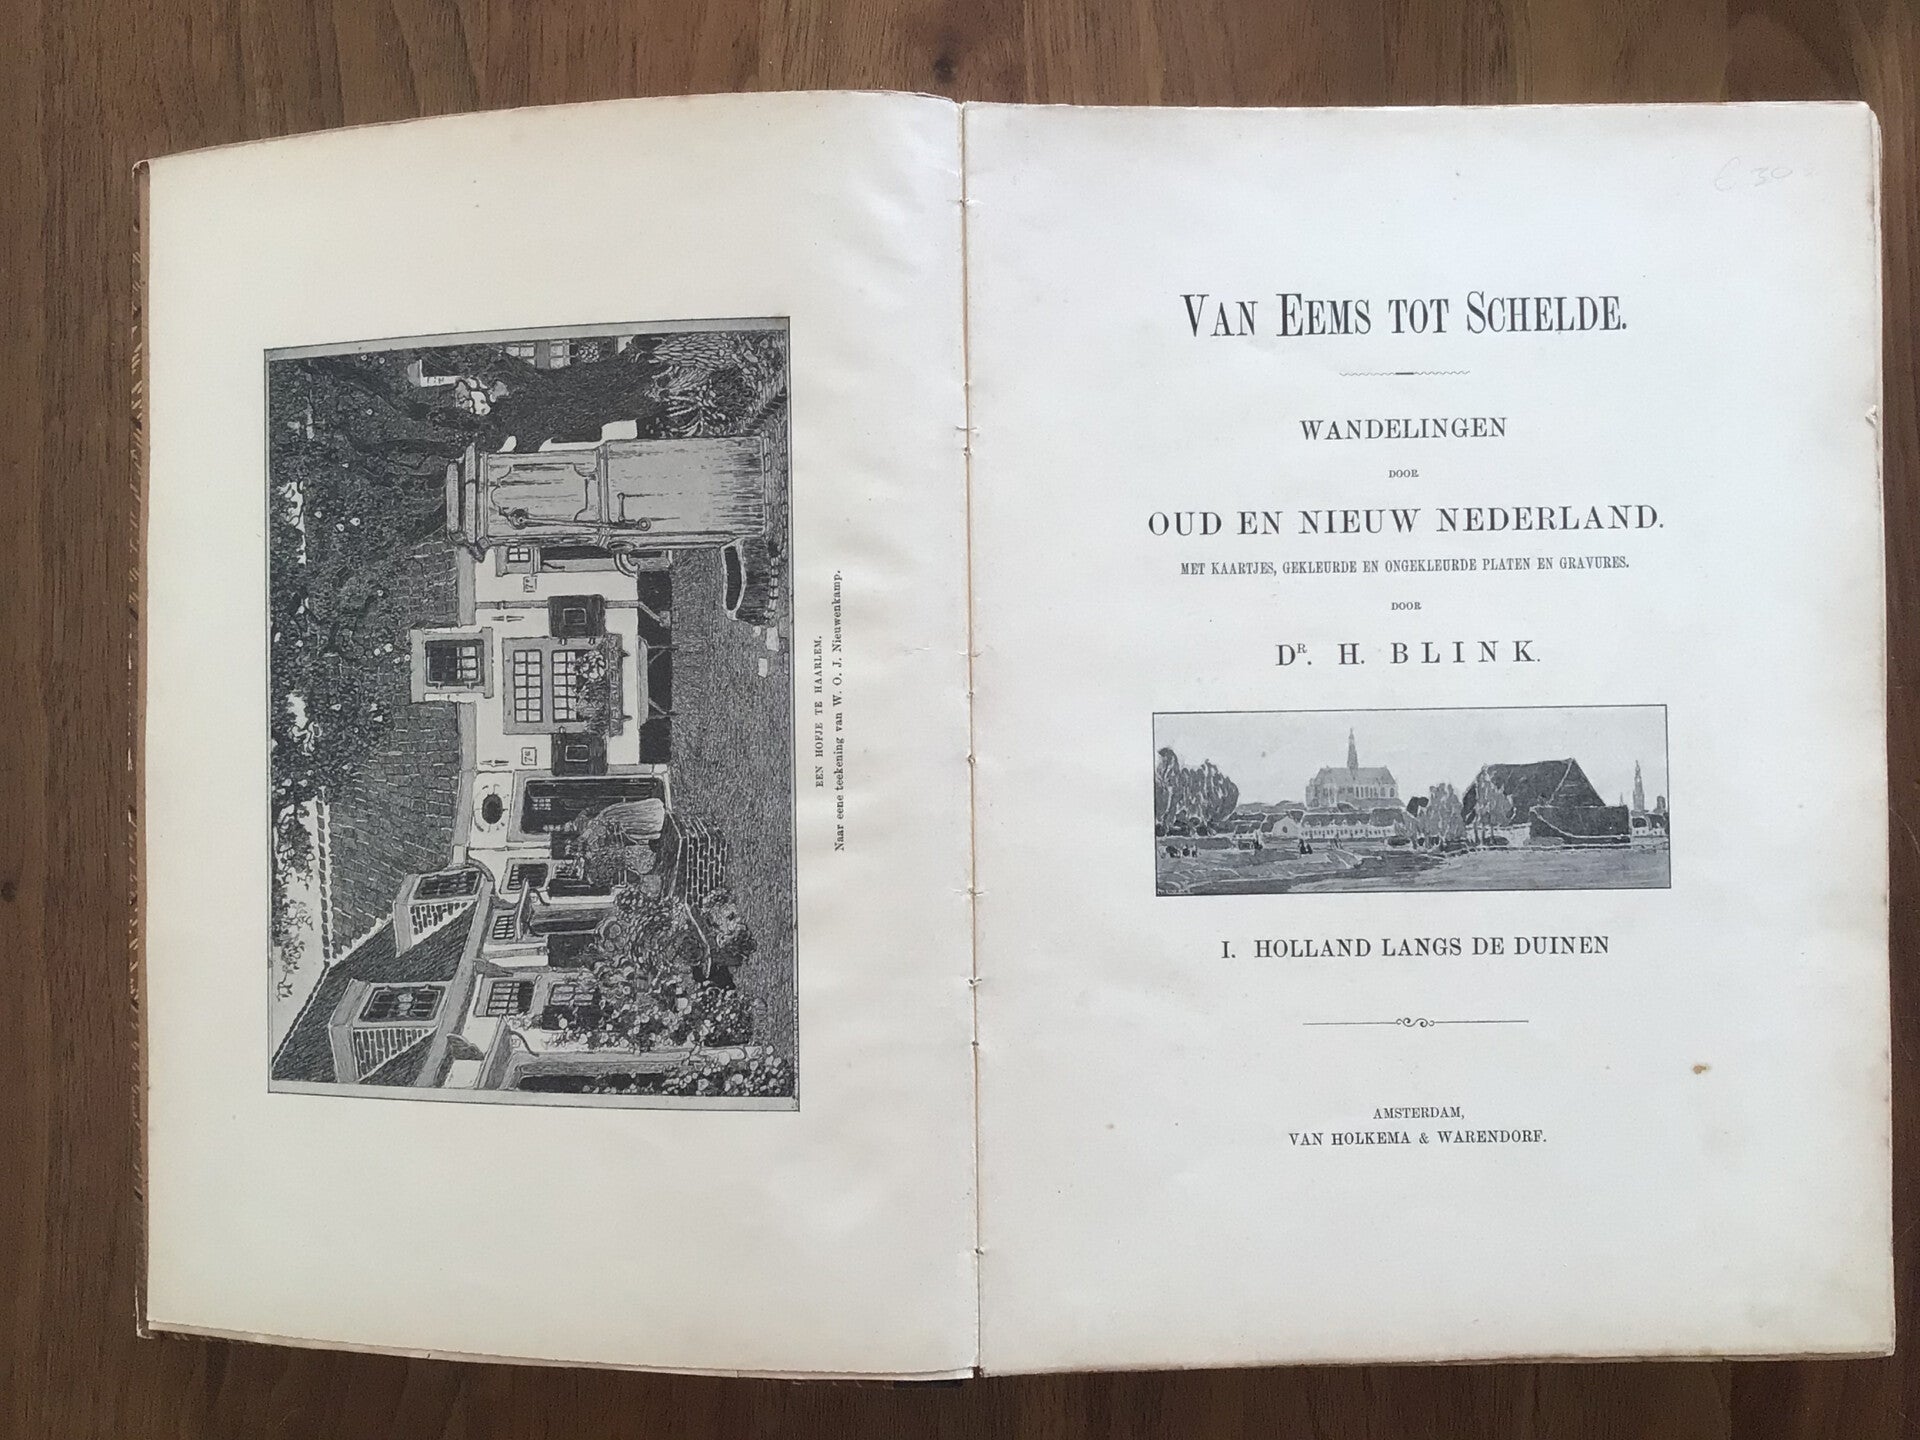 EEN HOFJE TE HAARLEM.
Naar eene teekening van W. O. J. Nieuwenkamp.
€ 30
VAN EEMS TOT SCHELDE.
WANDELINGEN
DOOR
OUD EN NIEUW NEDERLAND.
MET KAARTJES, GEKLEURDE EN ONGEKLEURDE PLATEN EN GRAVURES.
DOOR
DR. H. BLINK.
I. HOLLAND LANGS DE DUINEN
AMSTERDAM,
VAN HOLKEMA & WARENDORF.